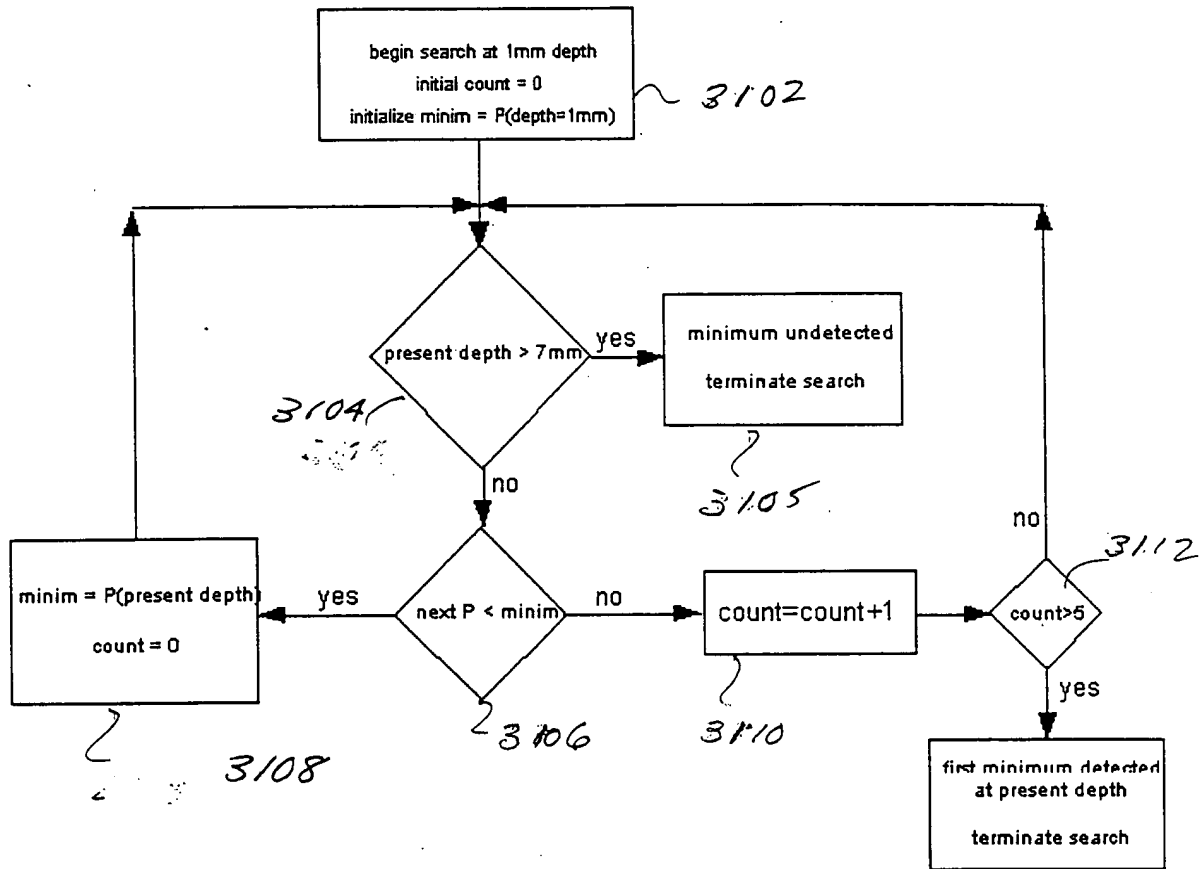 begin search at 1mm depth
initial count = 0
initialize minim = P(depth=1mm)
3102
present depth > 7mm
yes
minimum undetected
terminate search
3104
3105
no
no
3112
minim = P(present depth)
count = 0
yes
next P < minim
no
count=count+1
count>5
yes
3106
3110
3108
first minimum detected
at present depth
terminate search